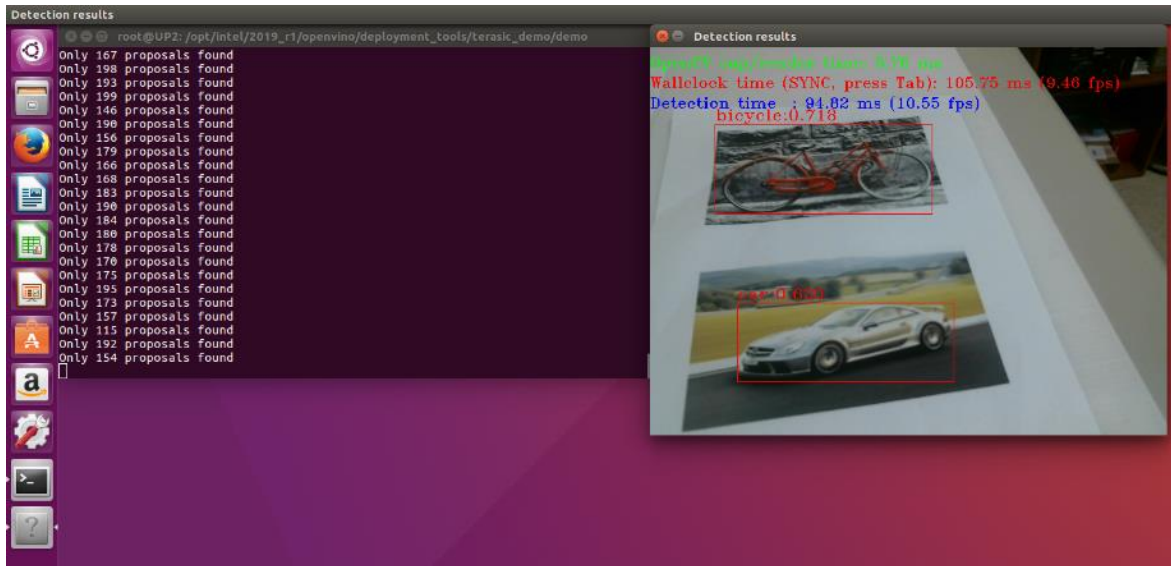 Detection results
root@UP2: /opt/intel/2019_r1/openvino/deployment_tools/terasic_demo/demo
Only 167 proposals found
Only 198 proposals found
Only 193 proposals found
Only 199 proposals found
Only 146 proposals found
Only 190 proposals found
Only 156 proposals found
Only 179 proposals found
Only 166 proposals found
Only 168 proposals found
Only 183 proposals found
Only 190 proposals found
Only 184 proposals found
Only 180 proposals found
Only 178 proposals found
Only 170 proposals found
Only 175 proposals found
Only 195 proposals found
Only 173 proposals found
Only 157 proposals found
Only 115 proposals found
Only 192 proposals found
Only 154 proposals found
Detection results
OpenCV cap/render time: ms
Wallclock time (SYNC, press Tab): 105.75 ms (9.46 fps)
Detection time : 94.82 ms (10.55 fps)
bicycle:0.718